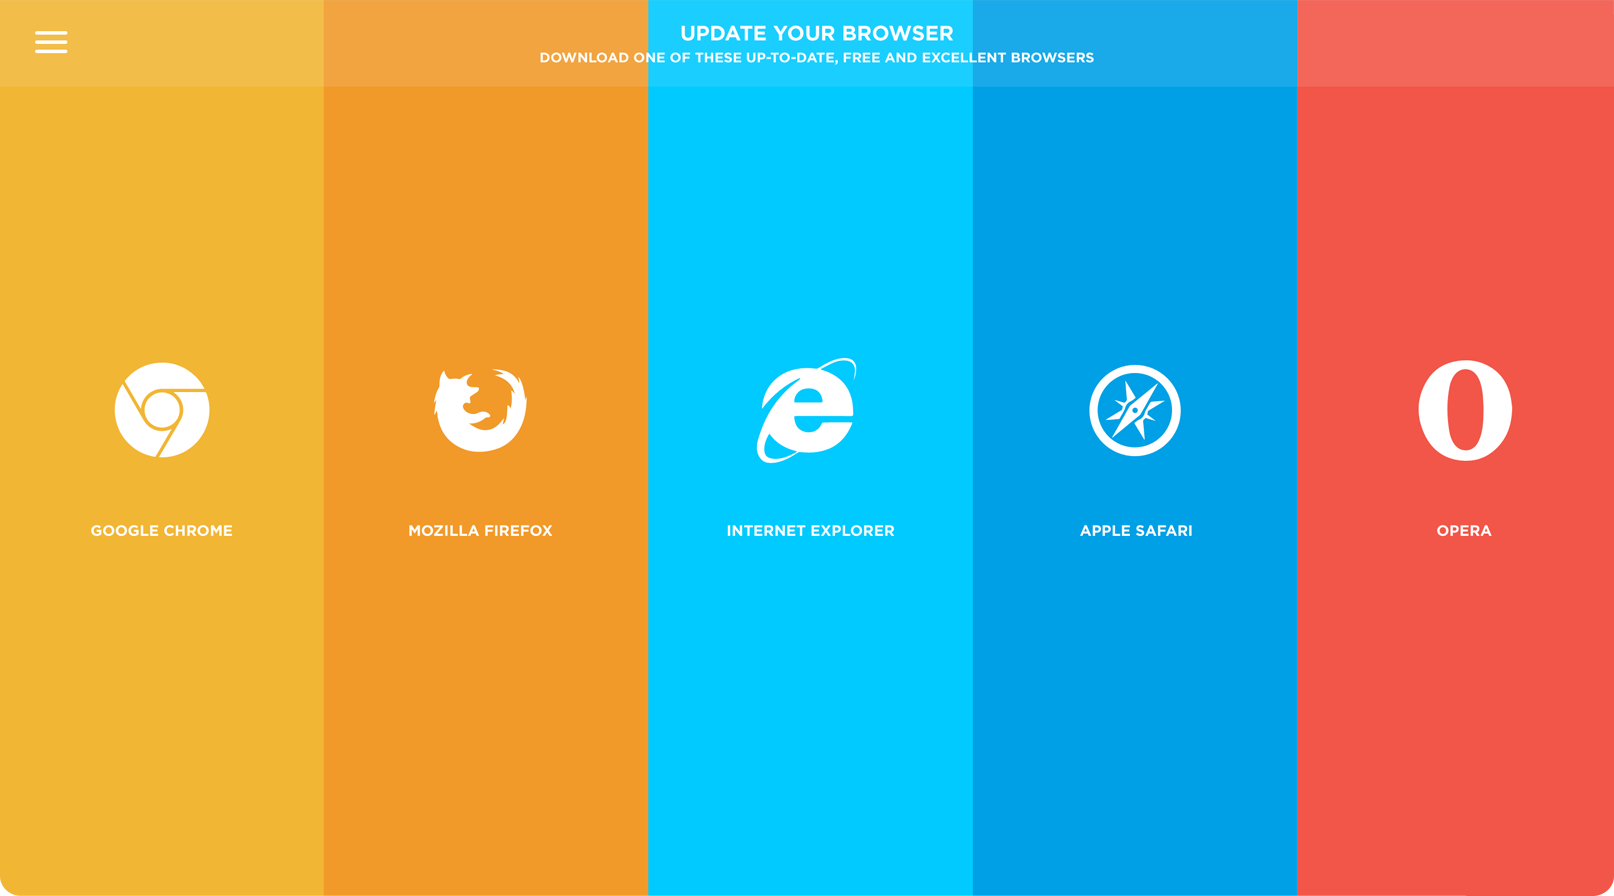 UPDATE YOUR BROWSER
DOWNLOAD ONE OF THESE UP-TO-DATE, FREE AND EXCELLENT BROWSERS
GOOGLE CHROME
MOZILLA FIREFOX
INTERNET EXPLORER
APPLE SAFARI
OPERA